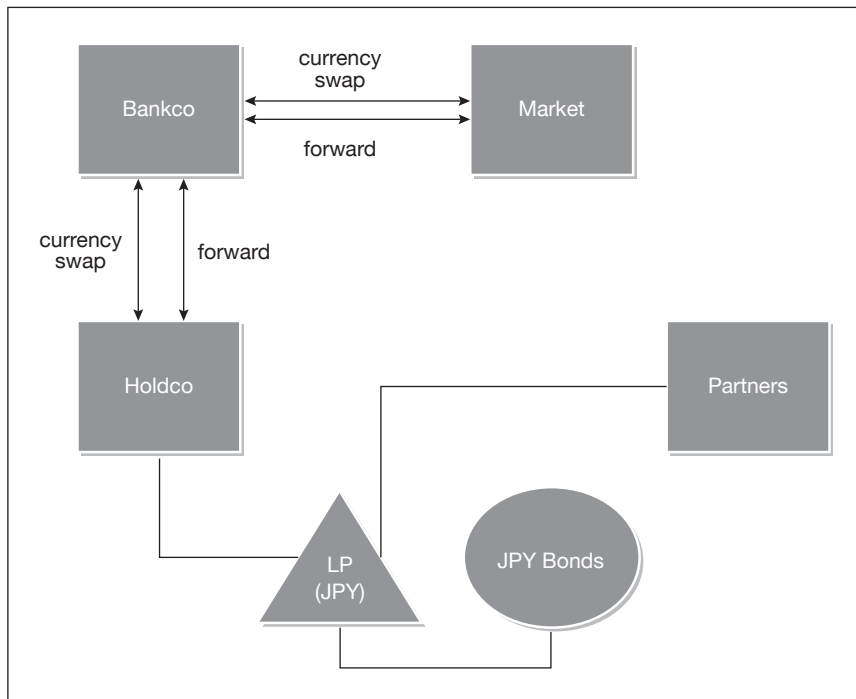 currency
swap
Bankco
Market
forward
currency
swap
forward
Holdco
Partners
LP
(JPY)
JPY Bonds